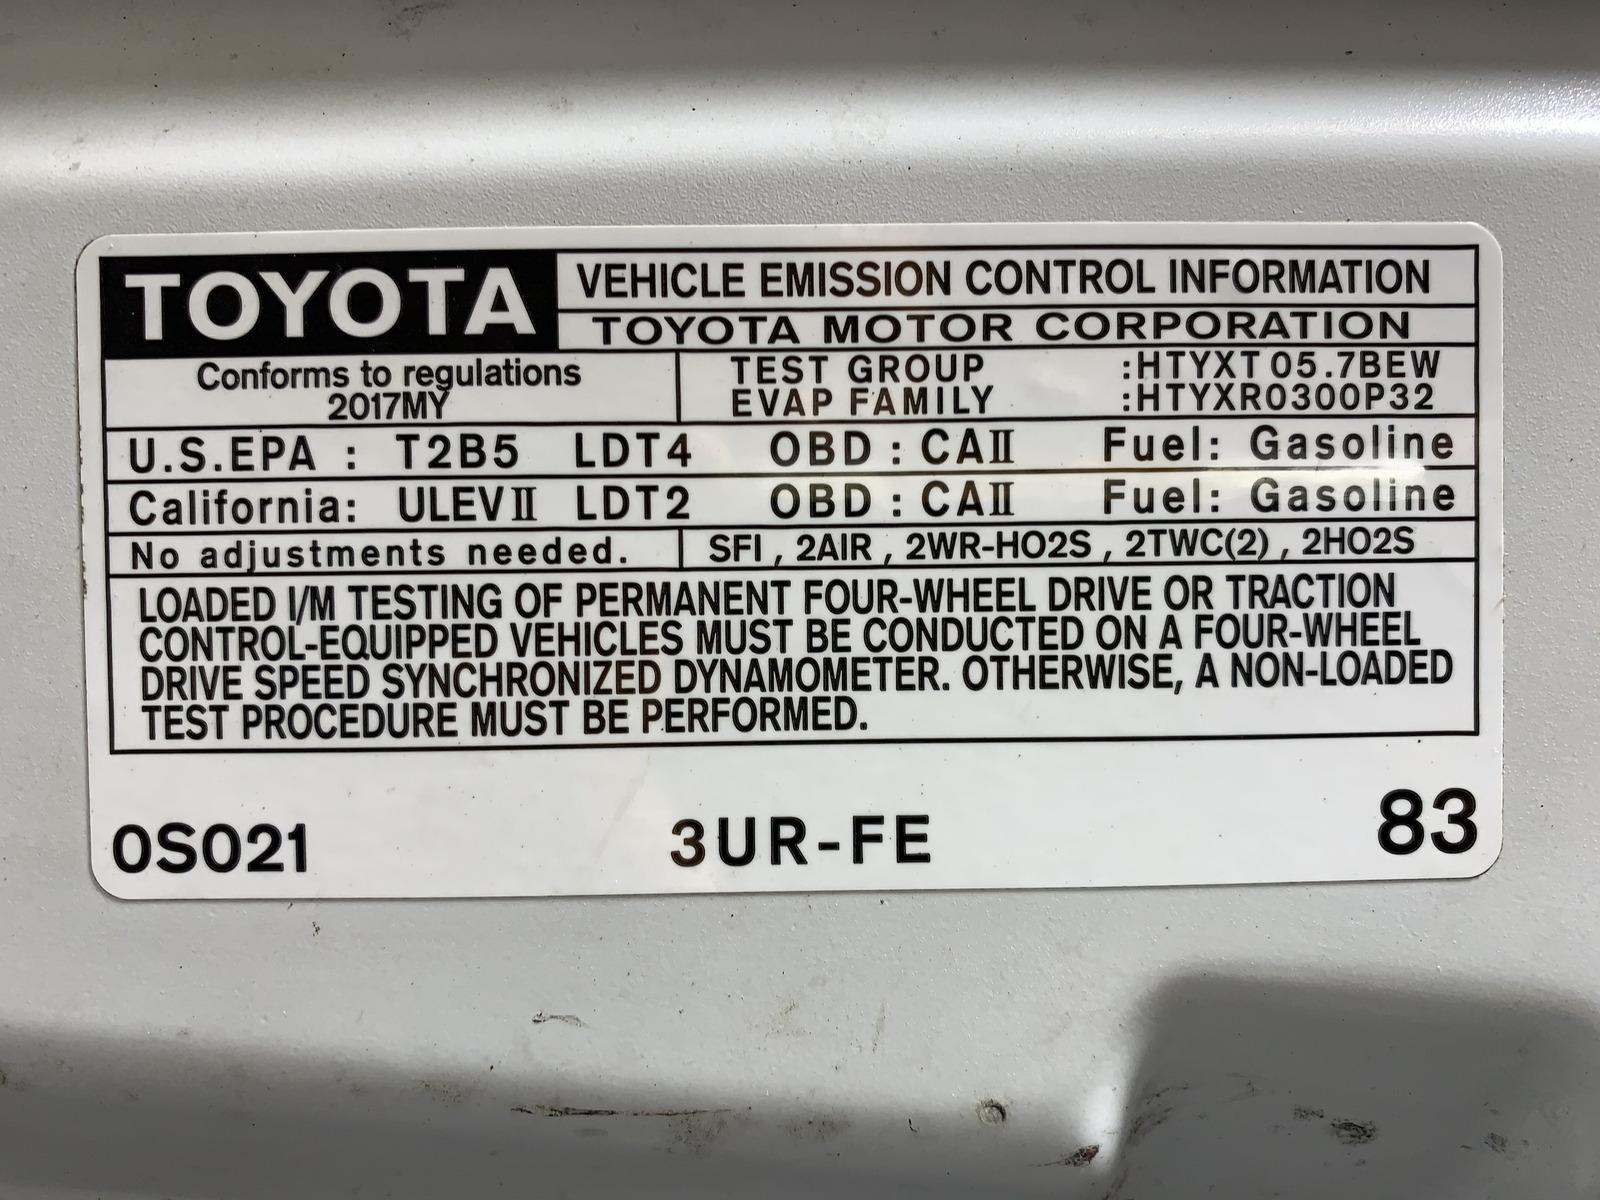 TOYOTA VEHICLE EMISSION CONTROL INFORMATION
TOYOTA MOTOR CORPORATION
Conforms to regulations
2017MY
TEST GROUP :HTYXT 05.7BEW
EVAP FAMILY :HTYXR0300P32
U.S.EPA : T2B5 LDT4 OBD : CAⅡ Fuel: Gasoline
California: ULEVⅡ LDT2 OBD : CAⅡ Fuel: Gasoline
No adjustments needed. SFI , 2AIR , 2WR-HO2S , 2TWC(2) , 2HO2S
LOADED I/M TESTING OF PERMANENT FOUR-WHEEL DRIVE OR TRACTION
CONTROL-EQUIPPED VEHICLES MUST BE CONDUCTED ON A FOUR-WHEEL
DRIVE SPEED SYNCHRONIZED DYNAMOMETER. OTHERWISE, A NON-LOADED
TEST PROCEDURE MUST BE PERFORMED.
0S021 3UR-FE 83